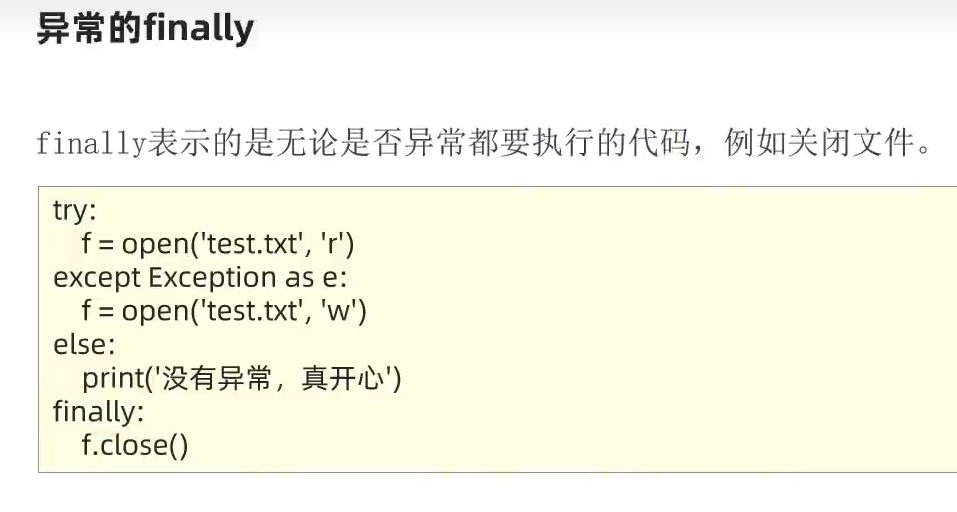 异常的finally
finally表示的是无论是否异常都要执行的代码，例如关闭文件。
try:
    f = open('test.txt', 'r')
except Exception as e:
    f = open('test.txt', 'w')
else:
    print('没有异常，真开心')
finally:
    f.close()